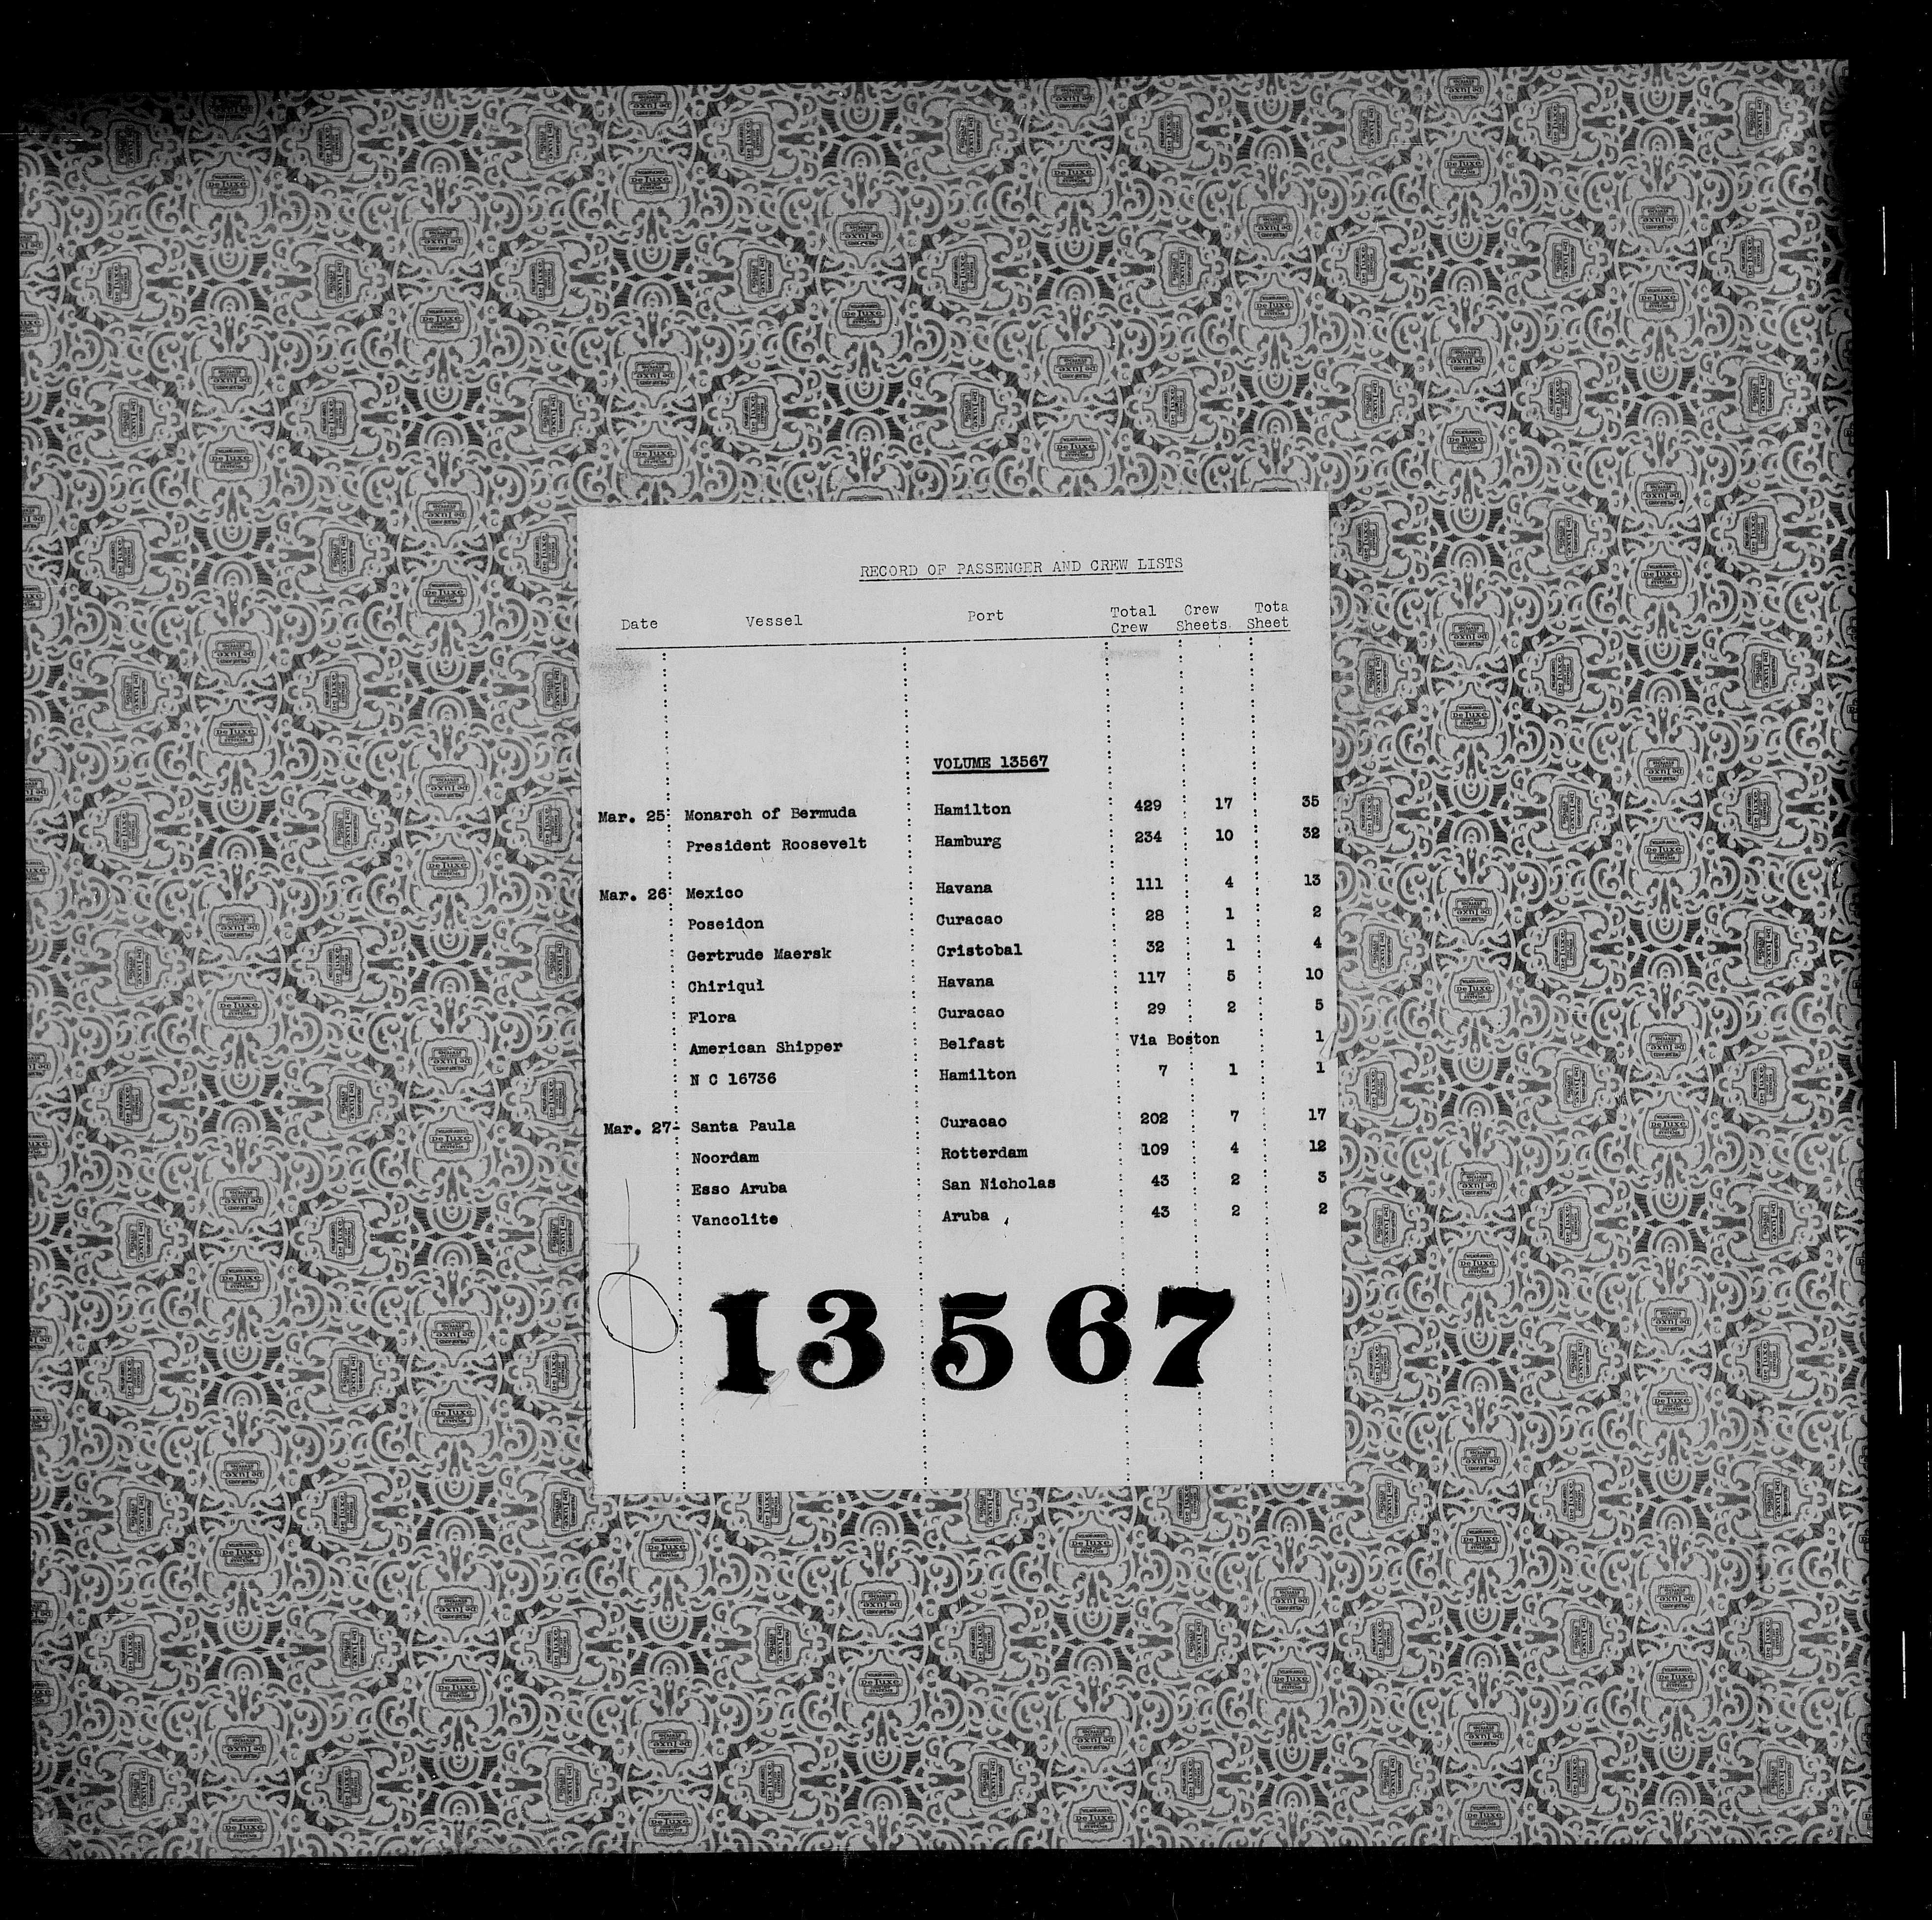 RECORD OF PASSENGER AND CREW LISTS
Date Vessel Port Total Crew Crew Sheets Tota Sheet
VOLUME 13567
Mar. 25 Monarch of Bermuda Hamilton 429 17 35
President Roosevelt Hamburg 234 10 32
Mar. 26 Mexico Havana 111 4 13
Poseidon Curacao 28 1 2
Gertrude Maersk Cristobal 32 1 4
Chiriqui Havana 117 5 10
Flora Curacao 29 2 5
American Shipper Belfast Via Boston 1
N C 16736 Hamilton 7 1 1
Mar. 27 Santa Paula Curacao 202 7 17
Noordam Rotterdam 109 4 12
Esso Aruba San Nicholas 43 2 3
Vancolite Aruba 43 2 2
13567
WILSON-JONES
De Luxe
SYSTEMS